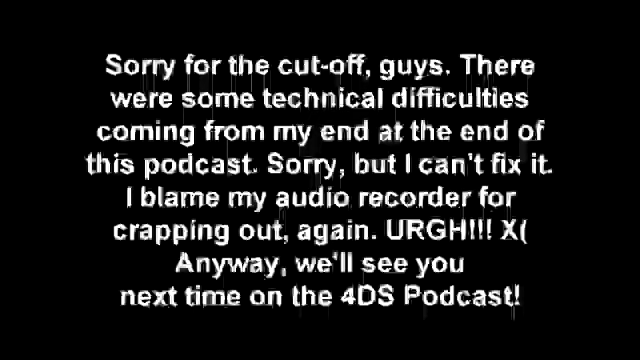 Sorry for the cut-off, guys. There
were some technical difficulties
coming from my end at the end of
this podcast. Sorry, but I can't fix it.
I blame my audio recorder for
crapping out, again. URGH!!! X(
Anyway, we'll see you
next time on the 4DS Podcast!